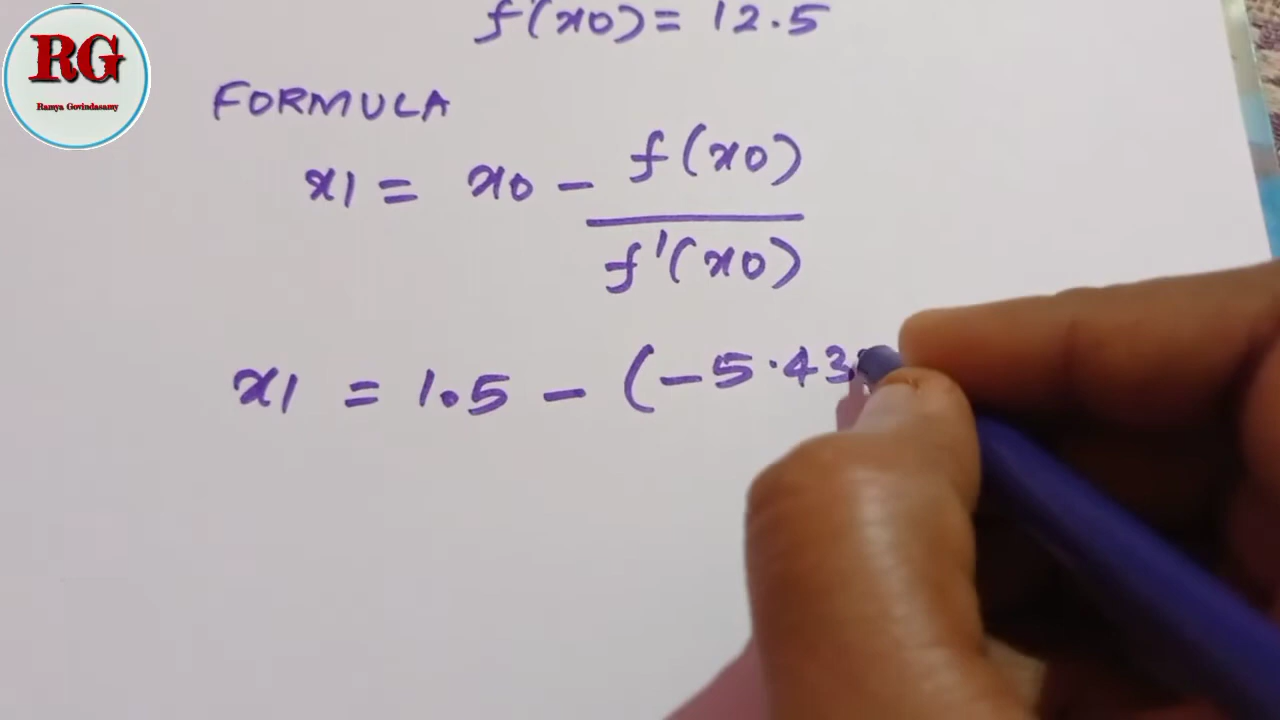 RG
Ramya Govindasamy
f'(x0) = 12.5
FORMULA
x1 = x0 - f(x0)
f'(x0)
x1 = 1.5 - (-5.43